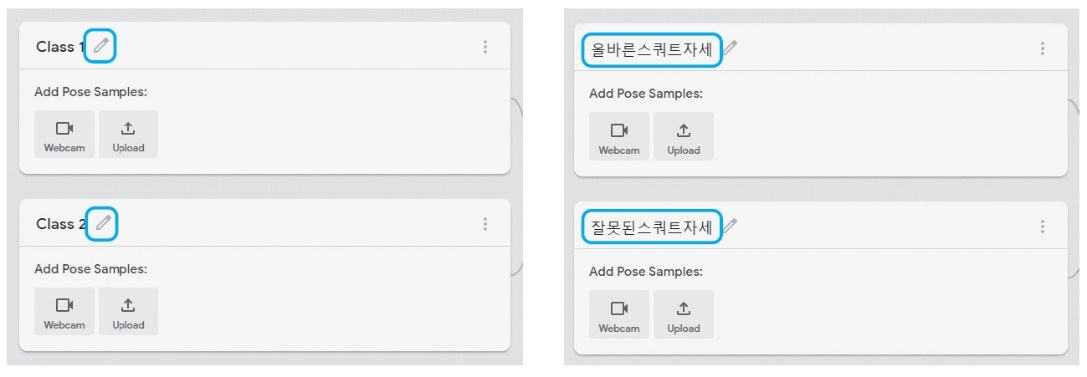 Class 1
Add Pose Samples:
Webcam Upload
Class 2
Add Pose Samples:
Webcam Upload
올바른스쿼트자세
Add Pose Samples:
Webcam Upload
잘못된스쿼트자세
Add Pose Samples:
Webcam Upload